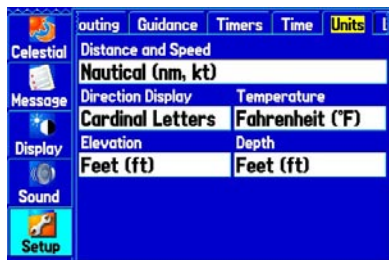 outing Guidance Timers Time Units
Celestial
Distance and Speed
Nautical (nm, kt)
Message
Direction Display Temperature
Cardinal Letters Fahrenheit (°F)
Display
Elevation Depth
Feet (ft) Feet (ft)
Sound
Setup